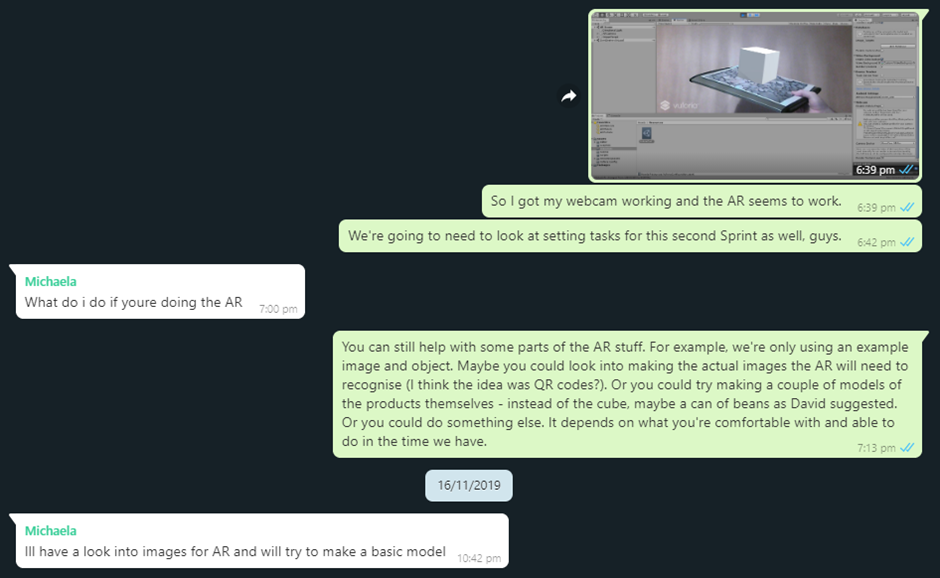 vuforia
6:39 pm
So I got my webcam working and the AR seems to work.
6:39 pm
We're going to need to look at setting tasks for this second Sprint as well, guys.
6:42 pm
Michaela
What do i do if youre doing the AR
7:00 pm
You can still help with some parts of the AR stuff. For example, we're only using an example
image and object. Maybe you could look into making the actual images the AR will need to
recognise (I think the idea was QR codes?). Or you could try making a couple of models of
the products themselves - instead of the cube, maybe a can of beans as David suggested.
Or you could do something else. It depends on what you're comfortable with and able to
do in the time we have.
7:13 pm
16/11/2019
Michaela
Ill have a look into images for AR and will try to make a basic model
10:42 pm